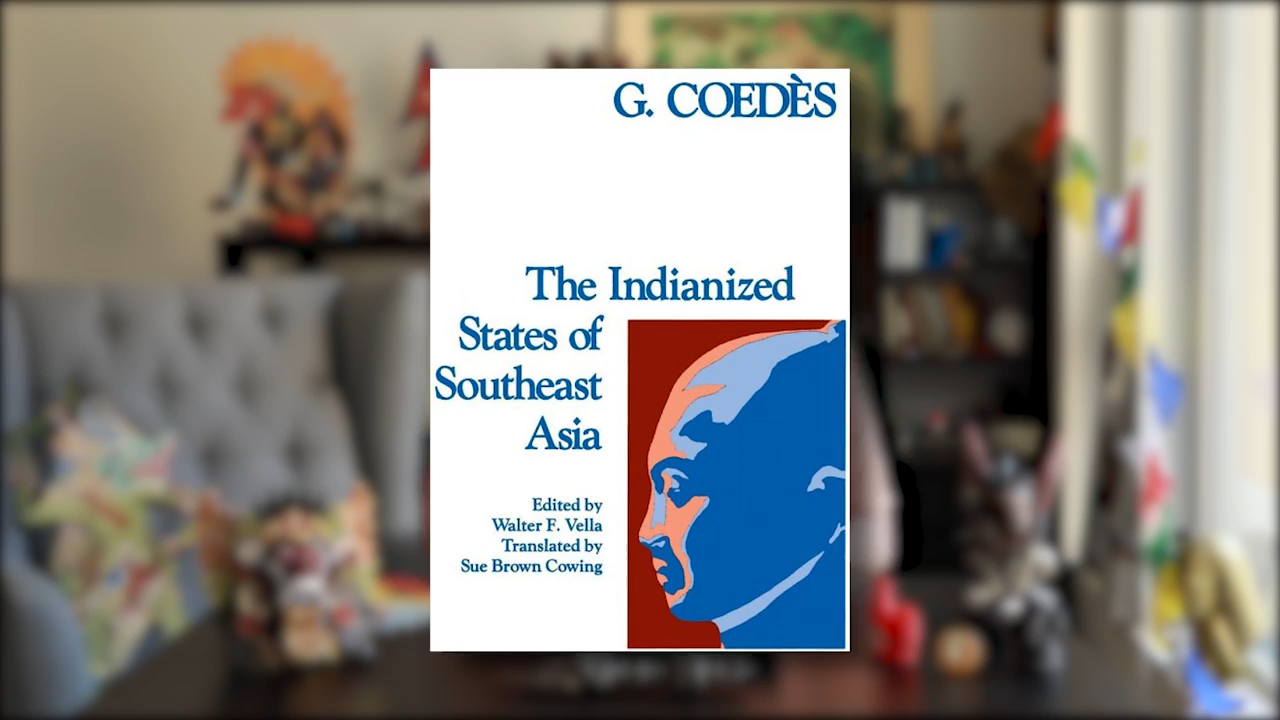 G. COEDÈS
The Indianized
States of
Southeast
Asia
Edited by
Walter F. Vella
Translated by
Sue Brown Cowing